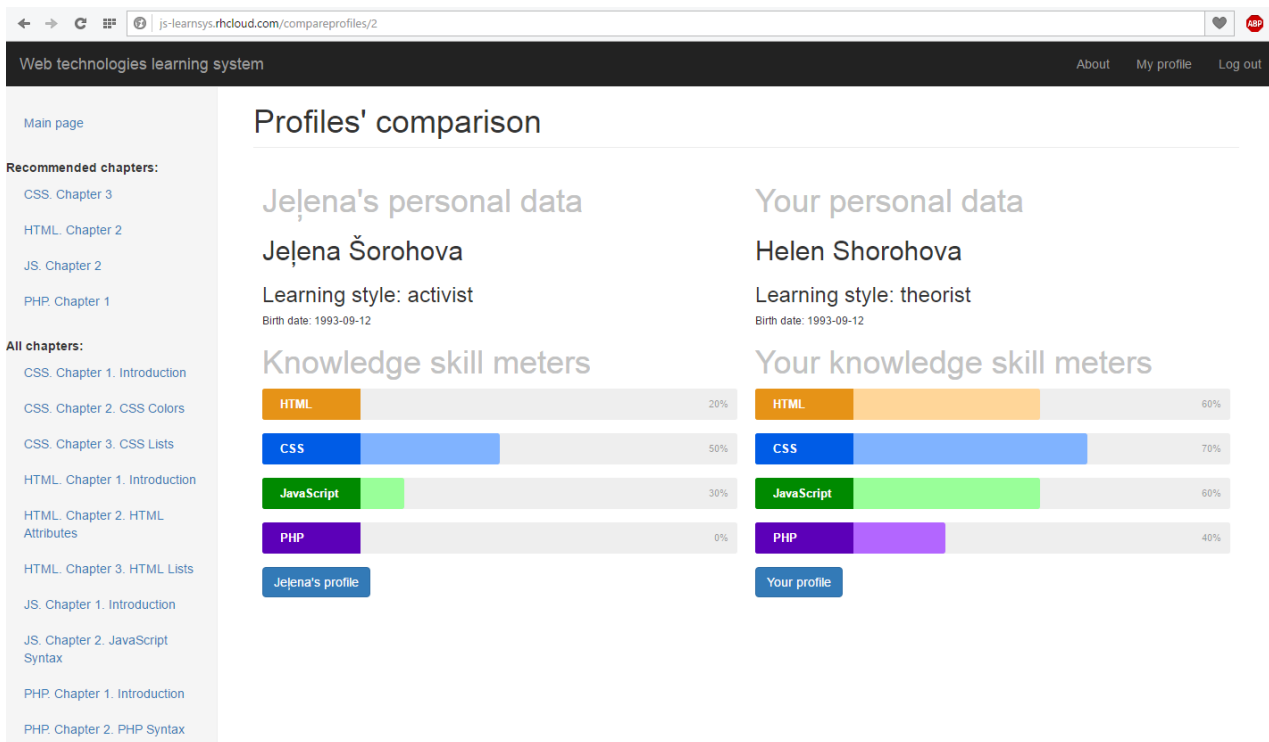 js-learnsys.rhcloud.com/compareprofiles/2
ABP
Web technologies learning system
About My profile Log out
Main page
Recommended chapters:
CSS. Chapter 3
HTML. Chapter 2
JS. Chapter 2
PHP. Chapter 1
All chapters:
CSS. Chapter 1. Introduction
CSS. Chapter 2. CSS Colors
CSS. Chapter 3. CSS Lists
HTML. Chapter 1. Introduction
HTML. Chapter 2. HTML
Attributes
HTML. Chapter 3. HTML Lists
JS. Chapter 1. Introduction
JS. Chapter 2. JavaScript
Syntax
PHP. Chapter 1. Introduction
PHP. Chapter 2. PHP Syntax
Profiles' comparison
Jeļena's personal data
Jeļena Šorohova
Learning style: activist
Birth date: 1993-09-12
Knowledge skill meters
HTML 20%
CSS 50%
JavaScript 30%
PHP 0%
Jeļena's profile
Your personal data
Helen Shorohova
Learning style: theorist
Birth date: 1993-09-12
Your knowledge skill meters
HTML 60%
CSS 70%
JavaScript 60%
PHP 40%
Your profile